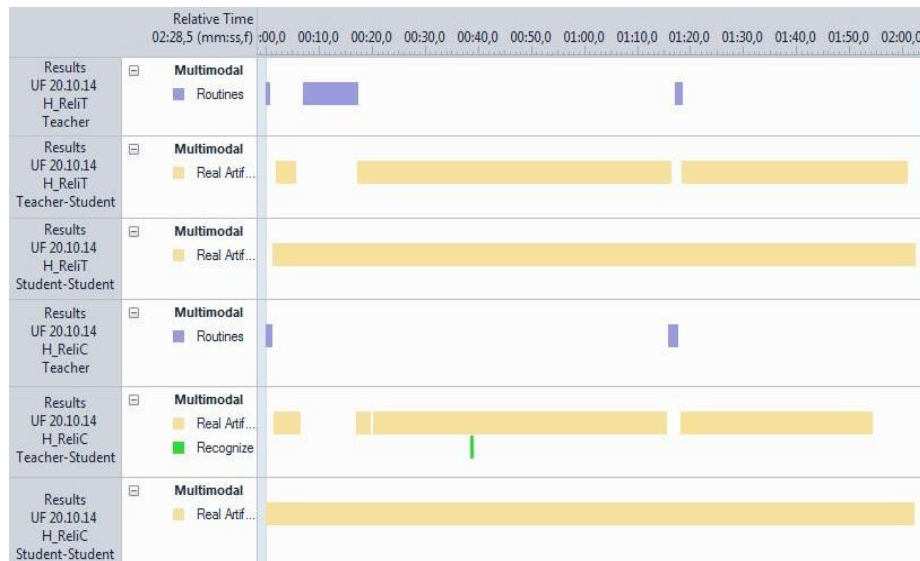 Relative Time
02:28,5 (mm:ss,f) :00,0 00:10,0 00:20,0 00:30,0 00:40,0 00:50,0 01:00,0 01:10,0 01:20,0 01:30,0 01:40,0 01:50,0 02:00,0
Results
UF 20.10.14
H_ReliT
Teacher
Multimodal
Routines
Results
UF 20.10.14
H_ReliT
Teacher-Student
Multimodal
Real Artif...
Results
UF 20.10.14
H_ReliT
Student-Student
Multimodal
Real Artif...
Results
UF 20.10.14
H_ReliC
Teacher
Multimodal
Routines
Results
UF 20.10.14
H_ReliC
Teacher-Student
Multimodal
Real Artif...
Recognize
Results
UF 20.10.14
H_ReliC
Student-Student
Multimodal
Real Artif...